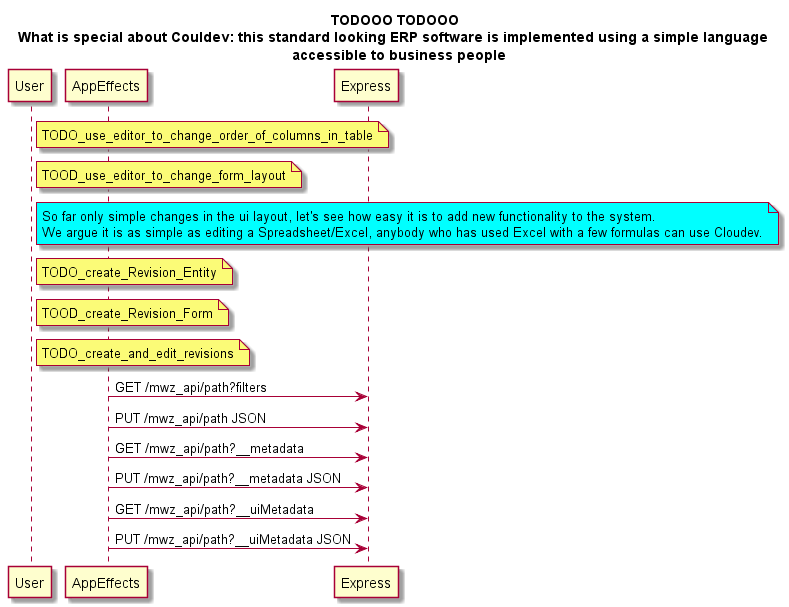 TODOOO TODOOO
What is special about Couldev: this standard looking ERP software is implemented using a simple language
accessible to business people
User
AppEffects
Express
TODO_use_editor_to_change_order_of_columns_in_table
TOOD_use_editor_to_change_form_layout
So far only simple changes in the ui layout, let's see how easy it is to add new functionality to the system.
We argue it is as simple as editing a Spreadsheet/Excel, anybody who has used Excel with a few formulas can use Cloudev.
TODO_create_Revision_Entity
TOOD_create_Revision_Form
TODO_create_and_edit_revisions
GET /mwz_api/path?filters
PUT /mwz_api/path JSON
GET /mwz_api/path?__metadata
PUT /mwz_api/path?__metadata JSON
GET /mwz_api/path?__uiMetadata
PUT /mwz_api/path?__uiMetadata JSON
User
AppEffects
Express